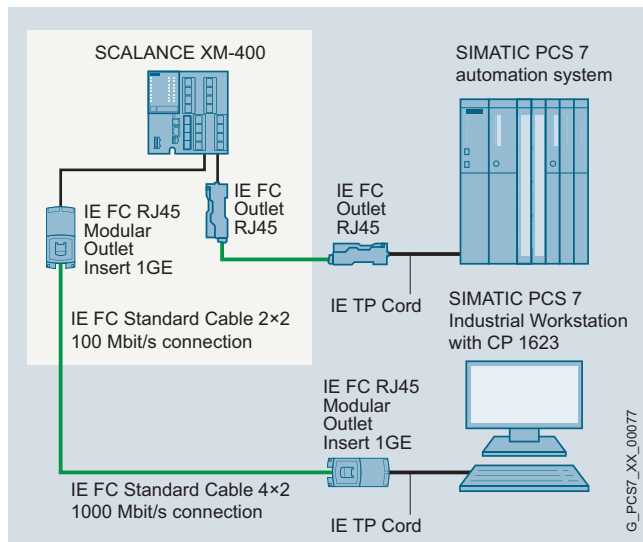 SCALANCE XM-400
SIMATIC PCS 7
automation system
IE FC RJ45
Modular
Outlet
Insert 1GE
IE FC
Outlet
RJ45
IE FC
Outlet
RJ45
IE TP Cord
IE FC Standard Cable 2×2
100 Mbit/s connection
SIMATIC PCS 7
Industrial Workstation
with CP 1623
IE FC RJ45
Modular
Outlet
Insert 1GE
IE FC Standard Cable 4×2
1000 Mbit/s connection
IE TP Cord
G_PCS7_XX_00077